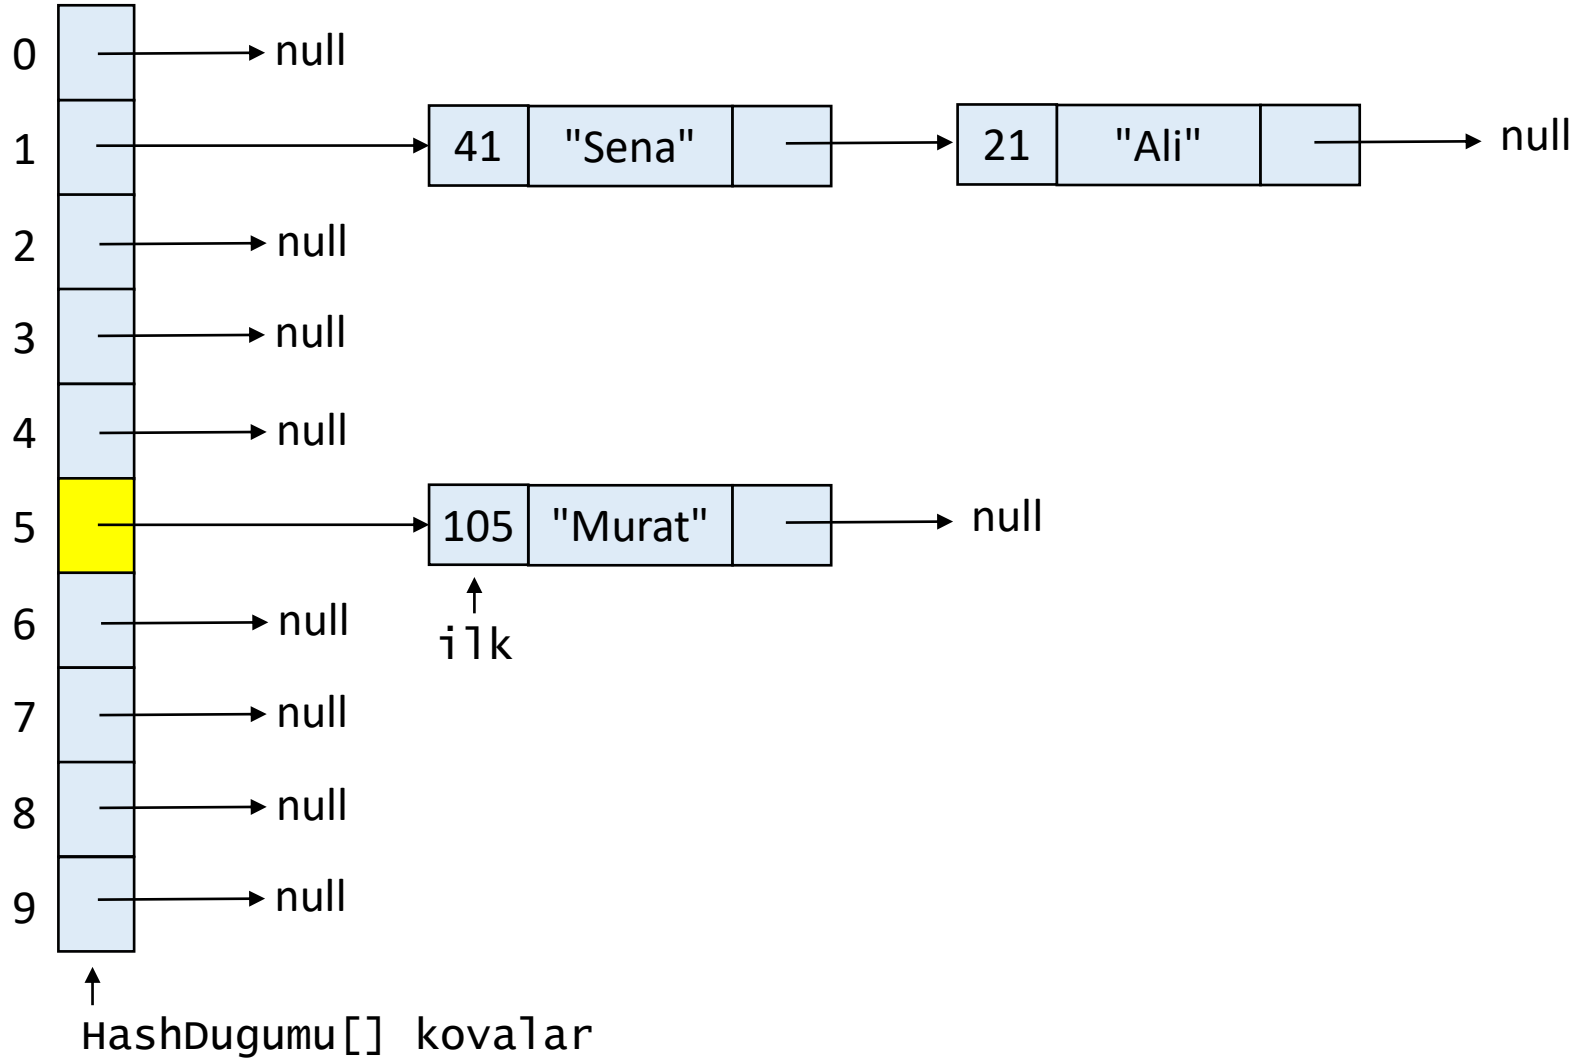 0 null
1 41 "Sena" 21 "Ali" null
2 null
3 null
4 null
5 105 "Murat" null
ilk
6 null
7 null
8 null
9 null
HashDugumu[] kovalar